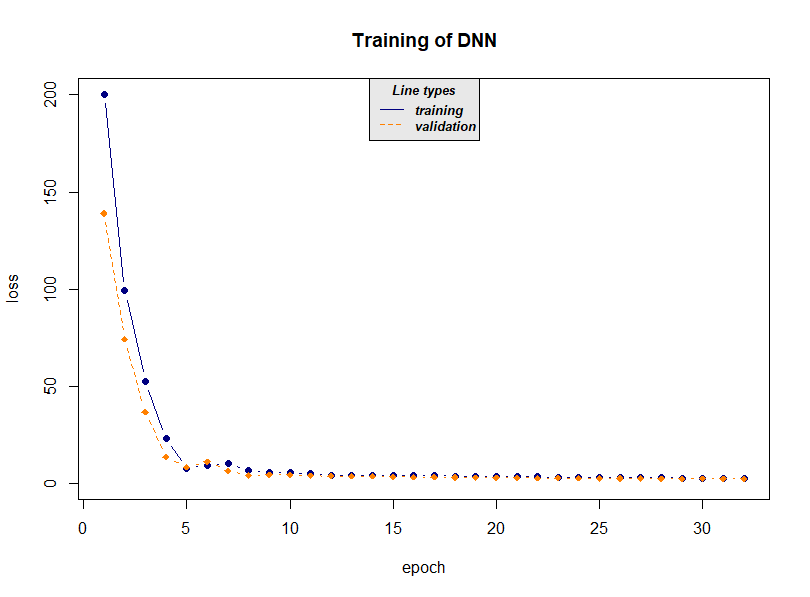 Training of DNN
Line types
training
validation
200
150
100
50
0
loss
0 5 10 15 20 25 30
epoch